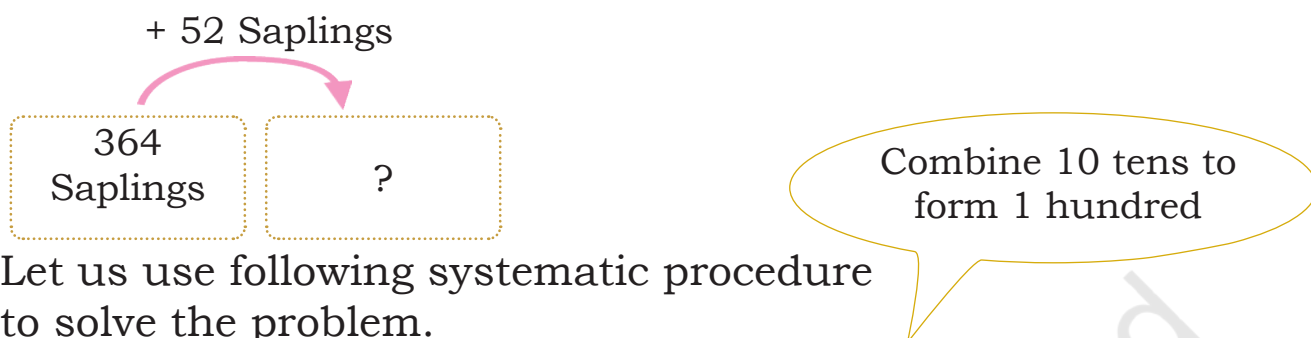 + 52 Saplings
364
Saplings
?
Combine 10 tens to
form 1 hundred
Let us use following systematic procedure
to solve the problem.